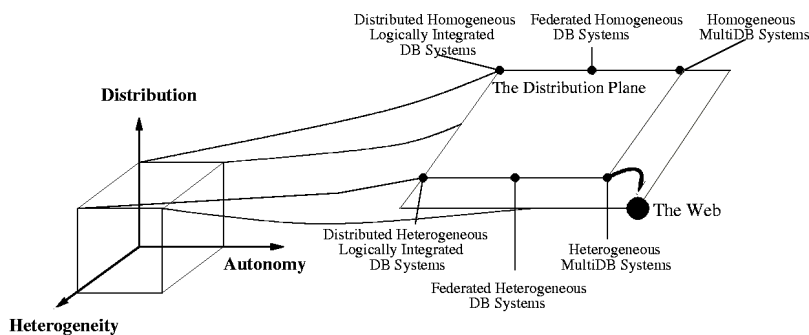 Distributed Homogeneous
Logically Integrated
DB Systems
Federated Homogeneous
DB Systems
Homogeneous
MultiDB Systems
The Distribution Plane
Distribution
The Web
Distributed Heterogeneous
Logically Integrated
DB Systems
Heterogeneous
MultiDB Systems
Autonomy
Federated Heterogeneous
DB Systems
Heterogeneity